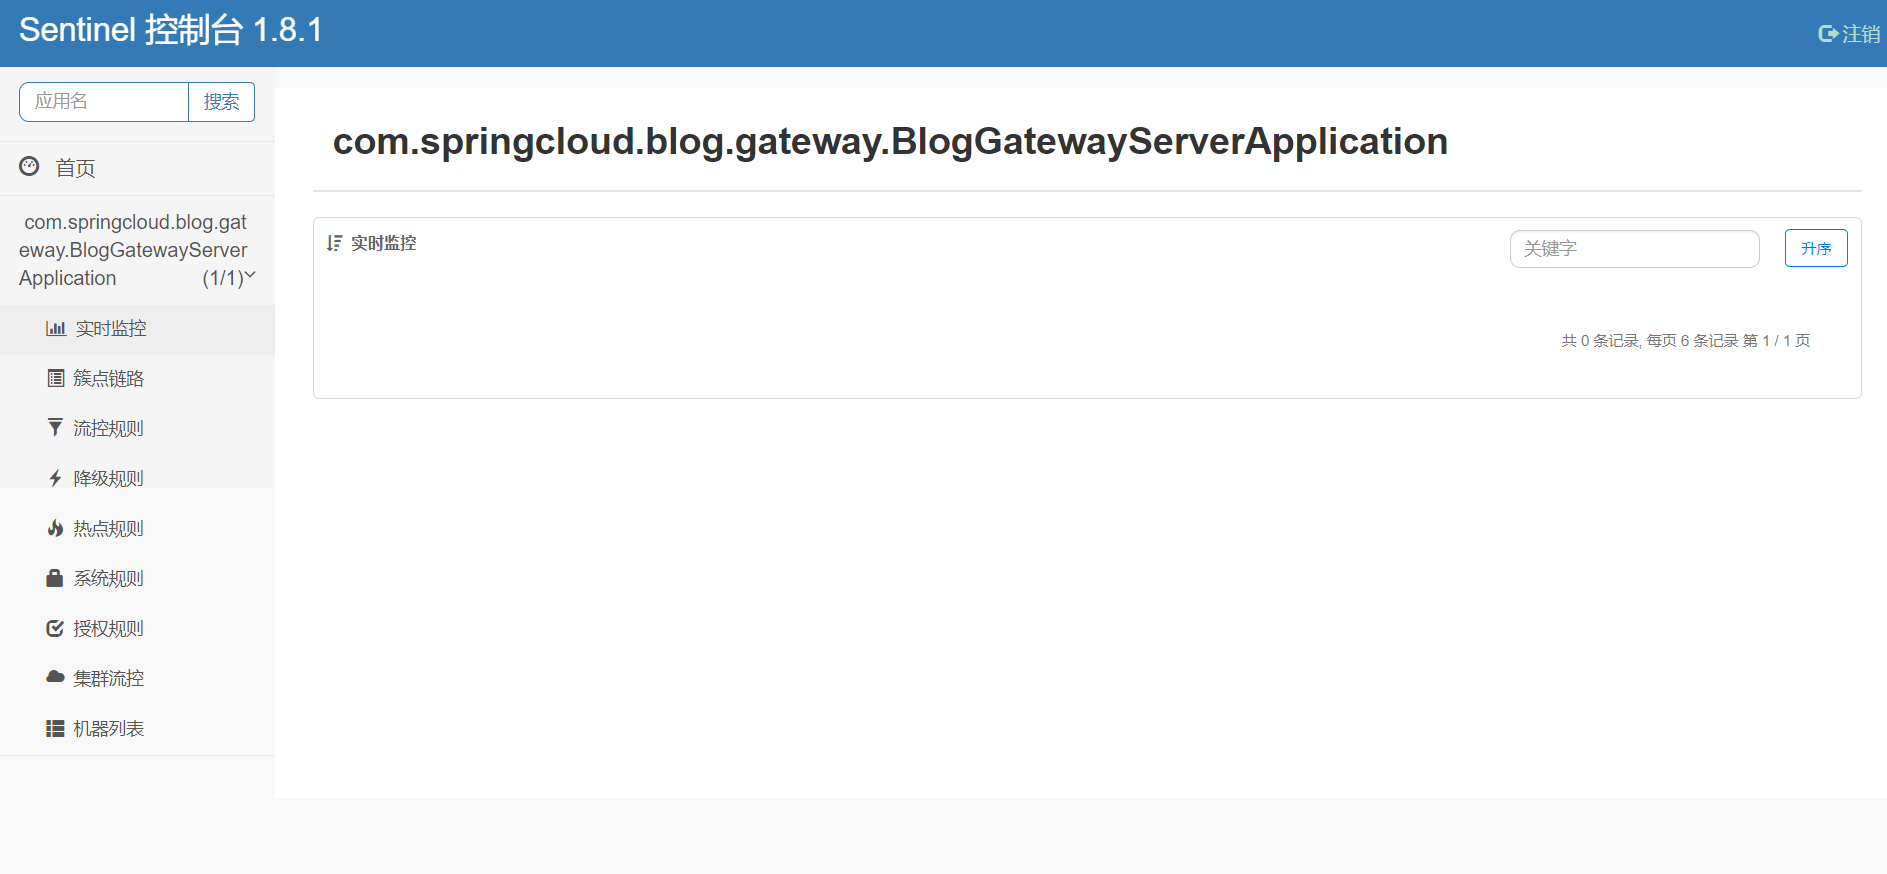 Sentinel 控制台 1.8.1
注销
应用名
搜索
首页
com.springcloud.blog.gat
eway.BlogGatewayServer
Application (1/1)
实时监控
簇点链路
流控规则
降级规则
热点规则
系统规则
授权规则
集群流控
机器列表
com.springcloud.blog.gateway.BlogGatewayServerApplication
实时监控
关键字
升序
共 0 条记录, 每页 6 条记录 第 1 / 1 页